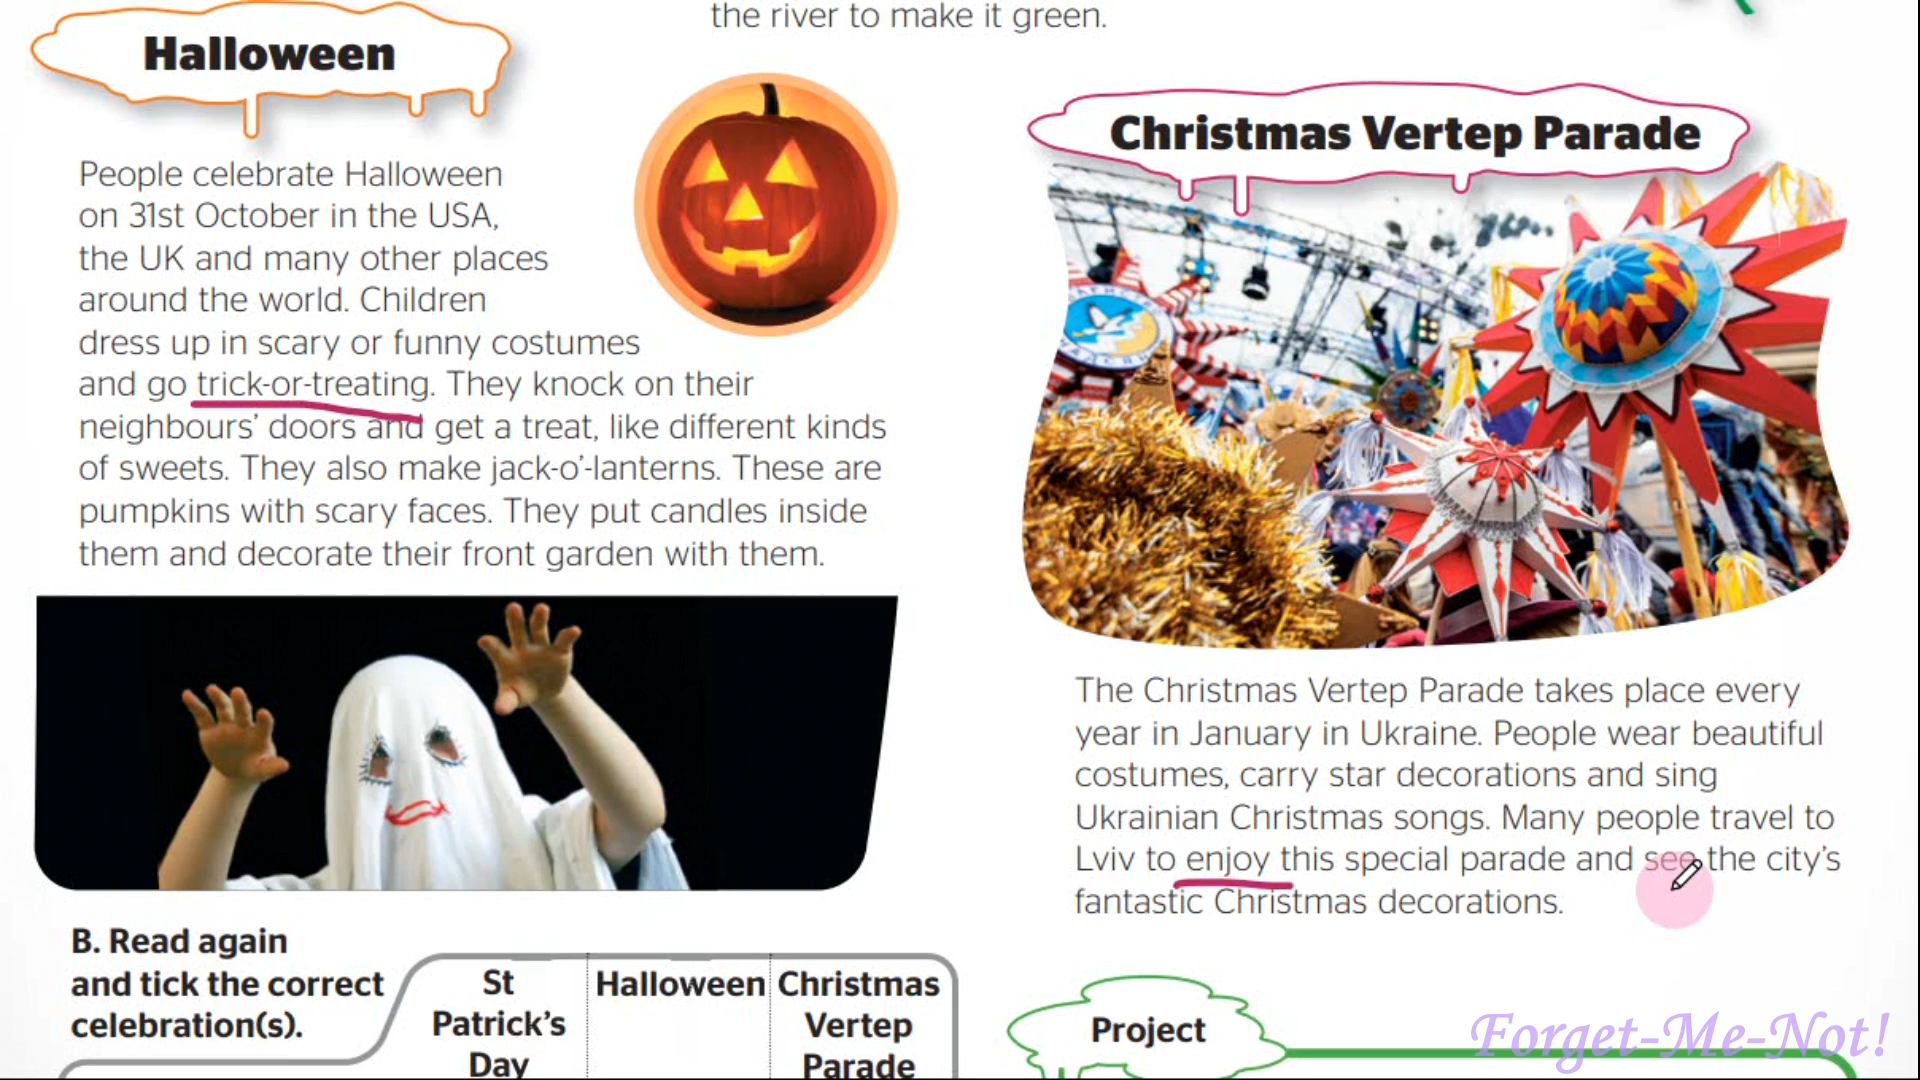 the river to make it green.
Halloween
People celebrate Halloween
on 31st October in the USA,
the UK and many other places
around the world. Children
dress up in scary or funny costumes
and go trick-or-treating. They knock on their
neighbours’ doors and get a treat, like different kinds
of sweets. They also make jack-o’-lanterns. These are
pumpkins with scary faces. They put candles inside
them and decorate their front garden with them.
Christmas Vertep Parade
The Christmas Vertep Parade takes place every
year in January in Ukraine. People wear beautiful
costumes, carry star decorations and sing
Ukrainian Christmas songs. Many people travel to
Lviv to enjoy this special parade and see the city’s
fantastic Christmas decorations.
B. Read again
and tick the correct
celebration(s).
St
Patrick’s
Day
Halloween
Christmas
Vertep
Parade
Project
Forget-Me-Not!